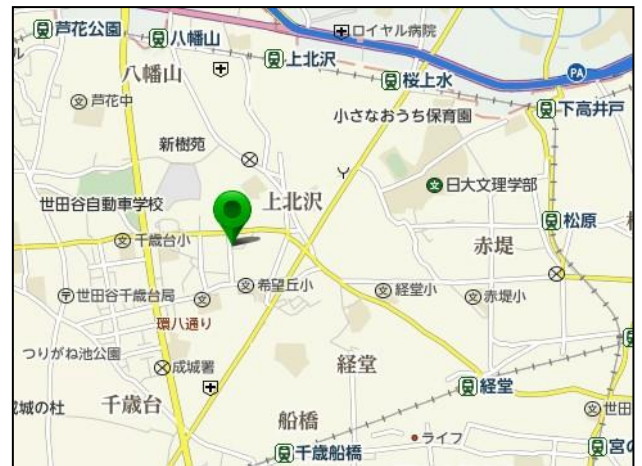 ロイヤル病院
芦花公園
八幡山
上北沢
八幡山
桜上水
PA
芦花中
下高井戸
小さなおうち保育園
新樹苑
日大文理学部
世田谷自動車学校
上北沢
松原
千歳台小
赤堤
希望丘小
経堂小
赤堤小
世田谷千歳台局
環八通り
つりがね池公園
経堂
成城署
経堂
城の杜
千歳台
世田
船橋
ライフ
千歳船橋
宮の